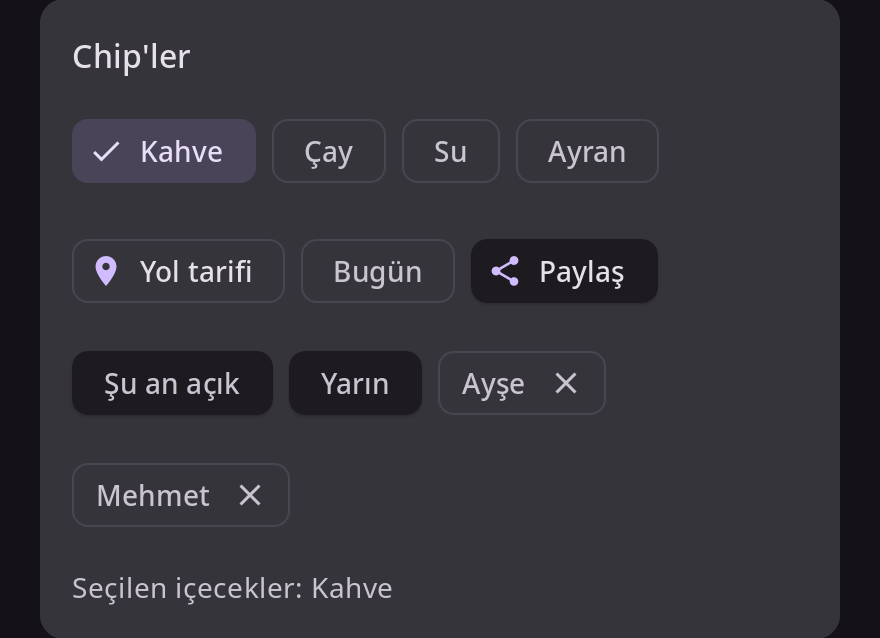 Chip'ler
Kahve Çay Su Ayran
Yol tarifi Bugün Paylaş
Şu an açık Yarın Ayşe
Mehmet
Seçilen içecekler: Kahve